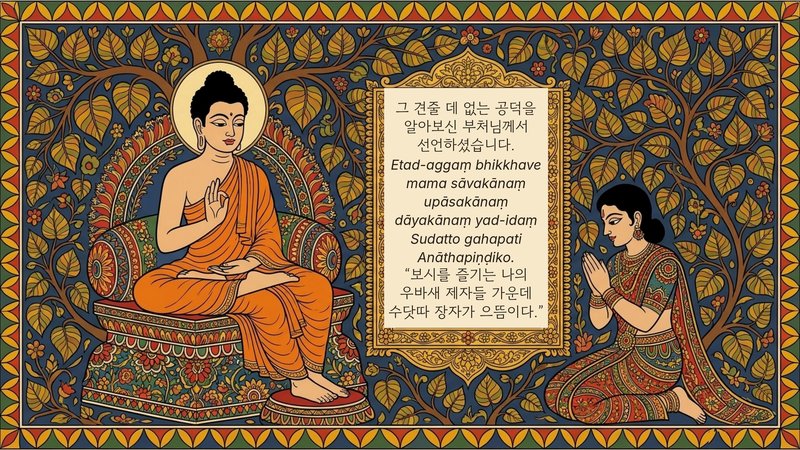 그 견줄 데 없는 공덕을
알아보신 부처님께서
선언하셨습니다.
Etad-aggaṃ bhikkhave
mama sāvakānaṃ
upāsakānaṃ
dāyakānaṃ yad-idaṃ
Sudatto gahapati
Anāthapiṇḍiko.
“보시를 즐기는 나의
우바새 제자들 가운데
수닷따 장자가 으뜸이다.”